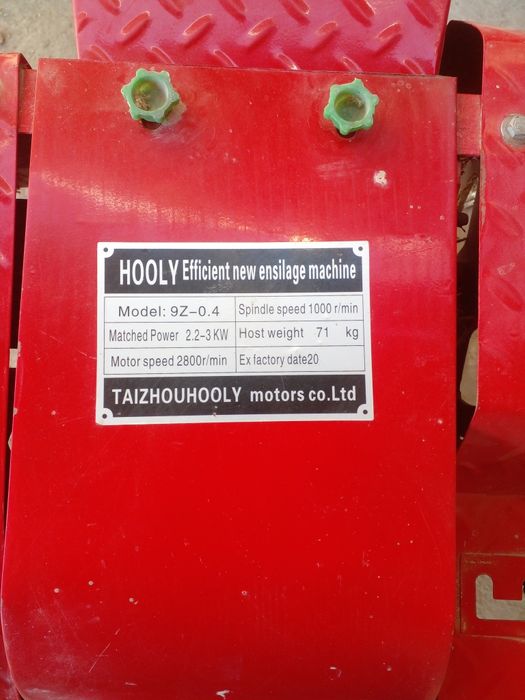 HOOLY Efficient new ensilage machine
Model: 9Z-0.4 Spindle speed 1000 r/min
Matched Power 2.2-3 KW Host weight 71 kg
Motor speed 2800r/min Ex factory date20
TAIZHOUHOOLY motors co.Ltd